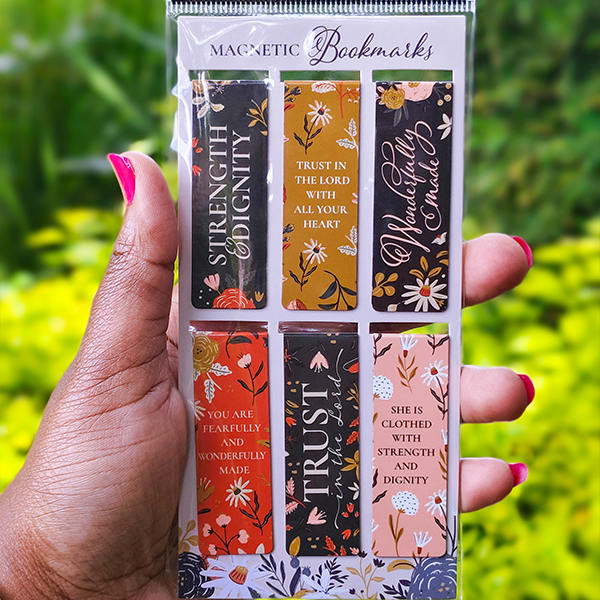 MAGNETIC Bookmarks
STRENGTH
& DIGNITY
TRUST IN
THE LORD
WITH
ALL YOUR
HEART
Wonderfully
made
YOU ARE
FEARFULLY
AND
WONDERFULLY
MADE
TRUST
in the Lord
SHE IS
CLOTHED
WITH
STRENGTH
AND
DIGNITY